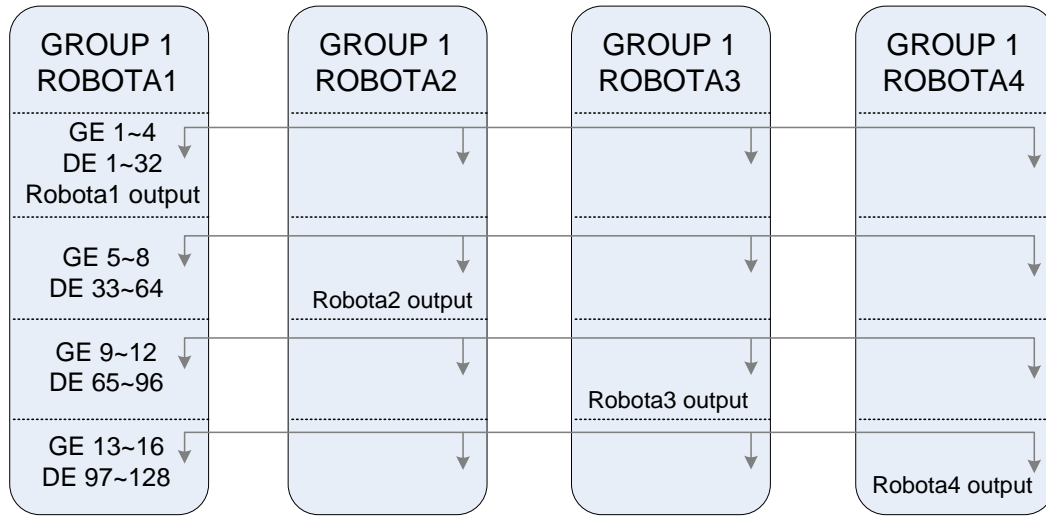 GROUP 1
ROBOTA1
GROUP 1
ROBOTA2
GROUP 1
ROBOTA3
GROUP 1
ROBOTA4
GE 1~4
DE 1~32
Robota1 output
GE 5~8
DE 33~64
Robota2 output
GE 9~12
DE 65~96
Robota3 output
GE 13~16
DE 97~128
Robota4 output